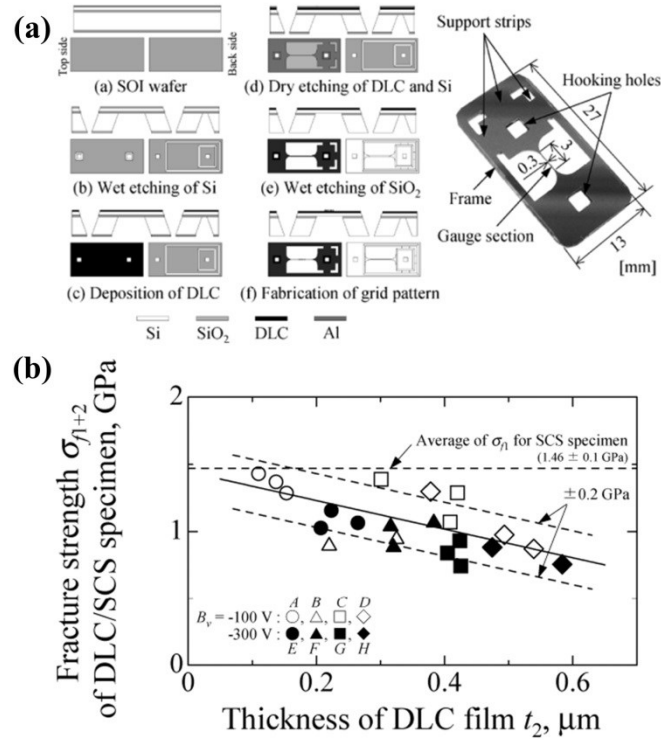 (a)
Top side
Back side
(a) SOI wafer
(b) Wet etching of Si
(c) Deposition of DLC
(d) Dry etching of DLC and Si
(e) Wet etching of SiO2
(f) Fabrication of grid pattern
Si SiO2 DLC Al
Support strips
Hooking holes
27
3
0.3
Frame
Gauge section
13
[mm]
(b)
Fracture strength σf1+2
of DLC/SCS specimen, GPa
2
1
0
Average of σf1 for SCS specimen
(1.46 ± 0.1 GPa)
±0.2 GPa
A B C D
Bv = -100 V : ○, △, □, ◇
-300 V : ●, ▲, ■, ◆
E F G H
0 0.2 0.4 0.6
Thickness of DLC film t2, μm